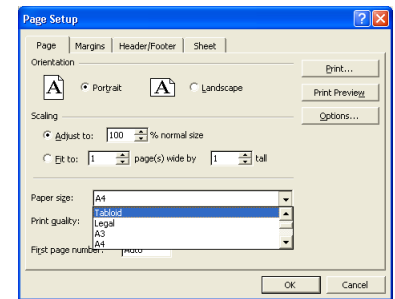 Page Setup
Page Margins Header/Footer Sheet
Orientation
A Portrait A Landscape
Print...
Print Preview
Options...
Scaling
Adjust to: 100 % normal size
Fit to: 1 page(s) wide by 1 tall
Paper size: A4
Tabloid
Print quality: Legal
A3
A4
First page number: Auto
OK Cancel